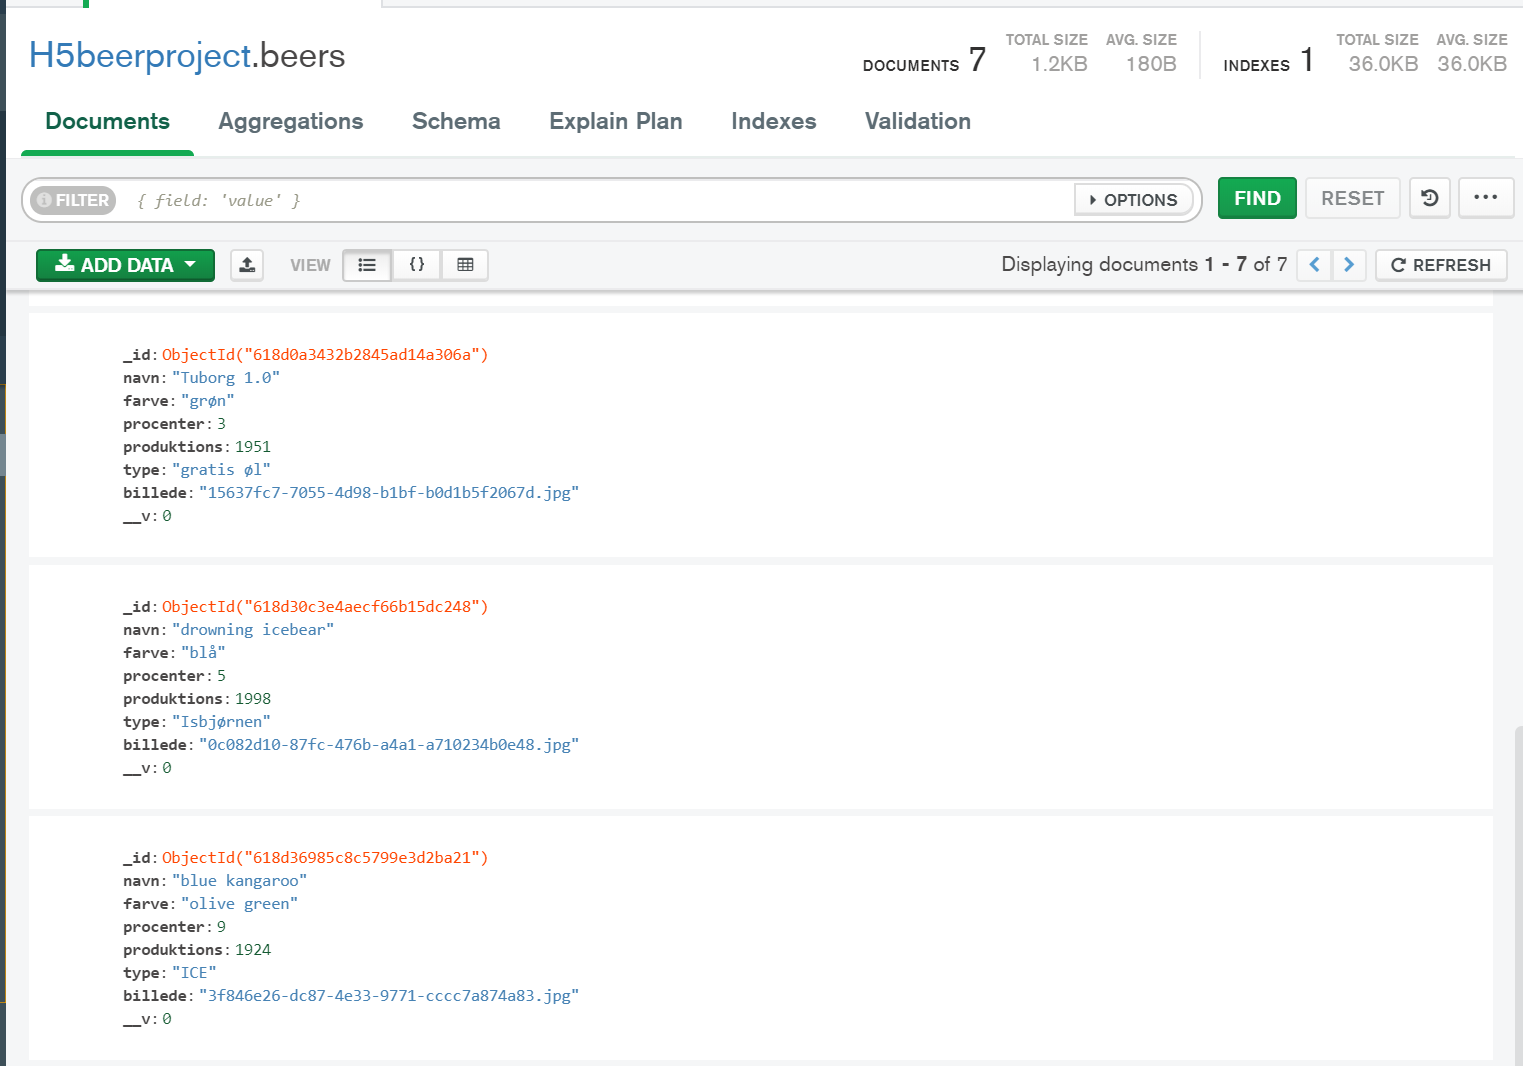 H5beerproject.beers
DOCUMENTS 7 TOTAL SIZE 1.2KB AVG. SIZE 180B INDEXES 1 TOTAL SIZE 36.0KB AVG. SIZE 36.0KB
Documents Aggregations Schema Explain Plan Indexes Validation
FILTER { field: 'value' } OPTIONS FIND RESET
ADD DATA VIEW {} Displaying documents 1 - 7 of 7 REFRESH
_id: ObjectId("618d0a3432b2845ad14a306a")
navn: "Tuborg 1.0"
farve: "grøn"
procenter: 3
produktions: 1951
type: "gratis øl"
billede: "15637fc7-7055-4d98-b1bf-b0d1b5f2067d.jpg"
__v: 0
_id: ObjectId("618d30c3e4aecf66b15dc248")
navn: "drowning icebear"
farve: "blå"
procenter: 5
produktions: 1998
type: "Isbjørnen"
billede: "0c082d10-87fc-476b-a4a1-a710234b0e48.jpg"
__v: 0
_id: ObjectId("618d36985c8c5799e3d2ba21")
navn: "blue kangaroo"
farve: "olive green"
procenter: 9
produktions: 1924
type: "ICE"
billede: "3f846e26-dc87-4e33-9771-cccc7a874a83.jpg"
__v: 0